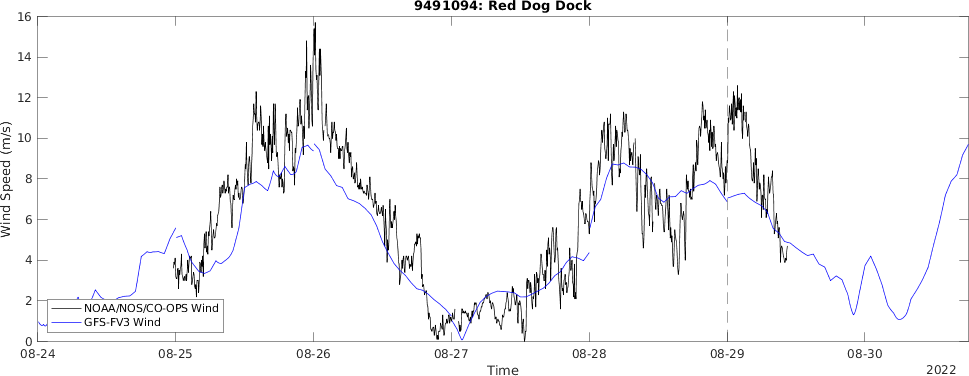 9491094: Red Dog Dock
16
14
12
10
8
6
4
2
0
Wind Speed (m/s)
NOAA/NOS/CO-OPS Wind
GFS-FV3 Wind
08-24 08-25 08-26 08-27 08-28 08-29 08-30
Time
2022